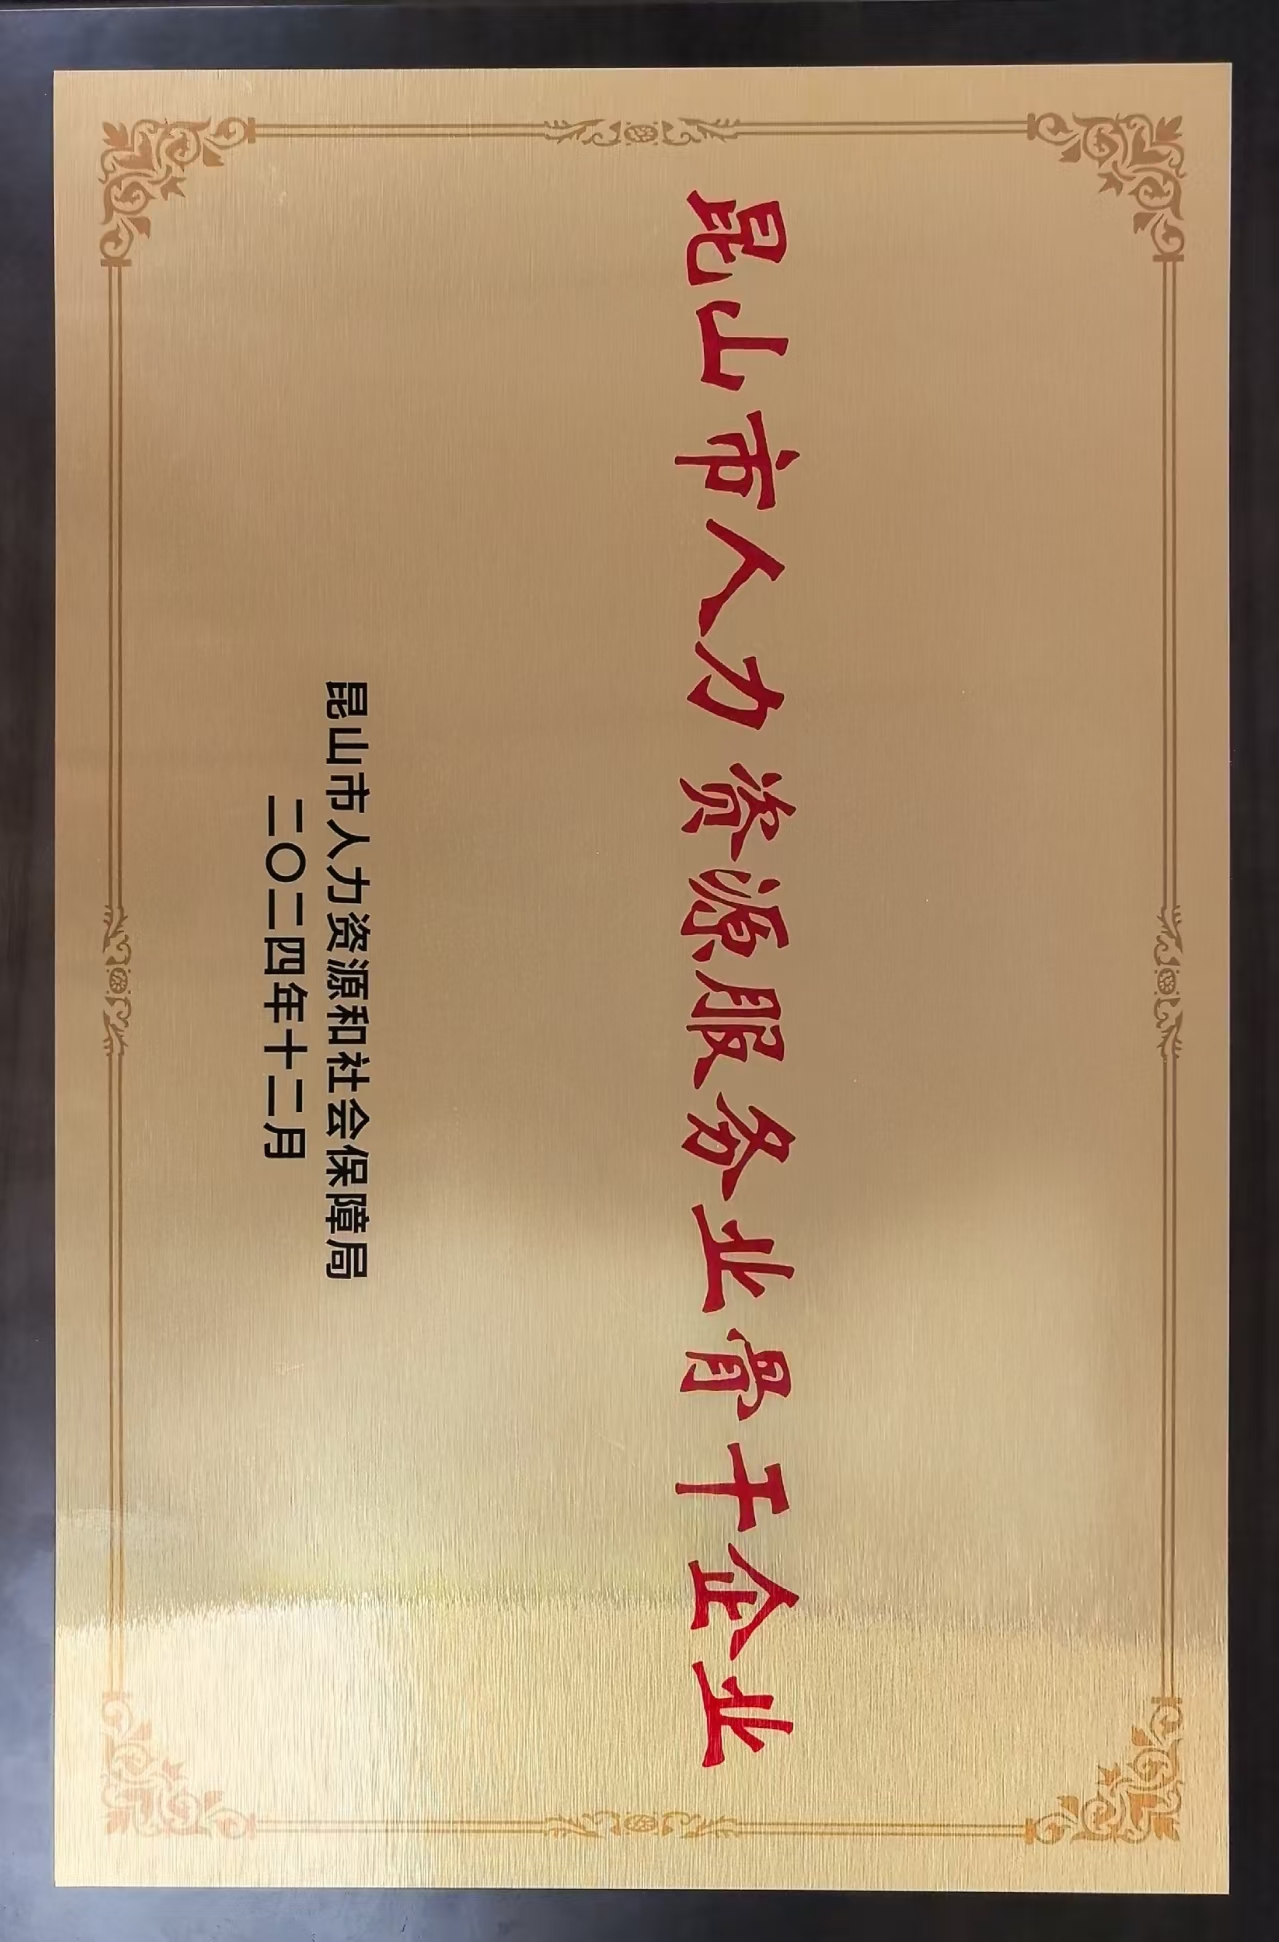 昆山市人力资源服务业骨干企业
昆山市人力资源和社会保障局
二〇二四年十二月